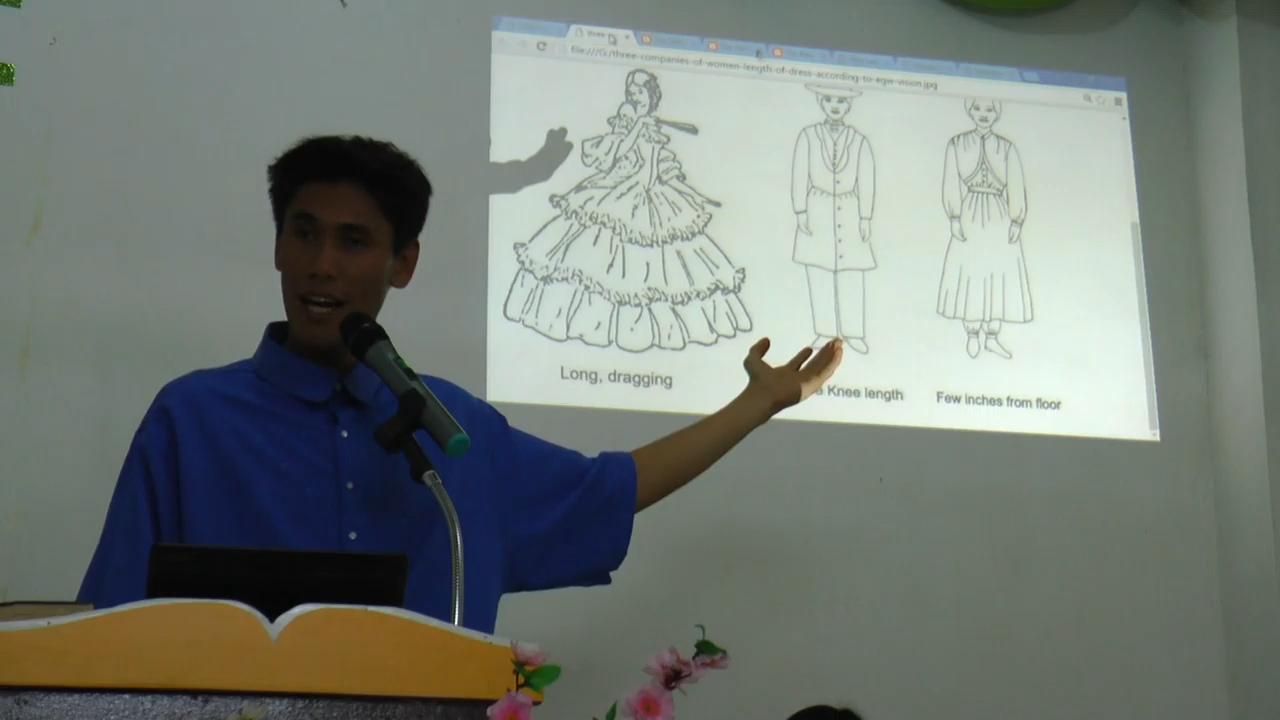 file:///G:/three-companies-of-women-length-of-dress-according-to-egw-vision.jpg
Long, dragging
Knee length
Few inches from floor